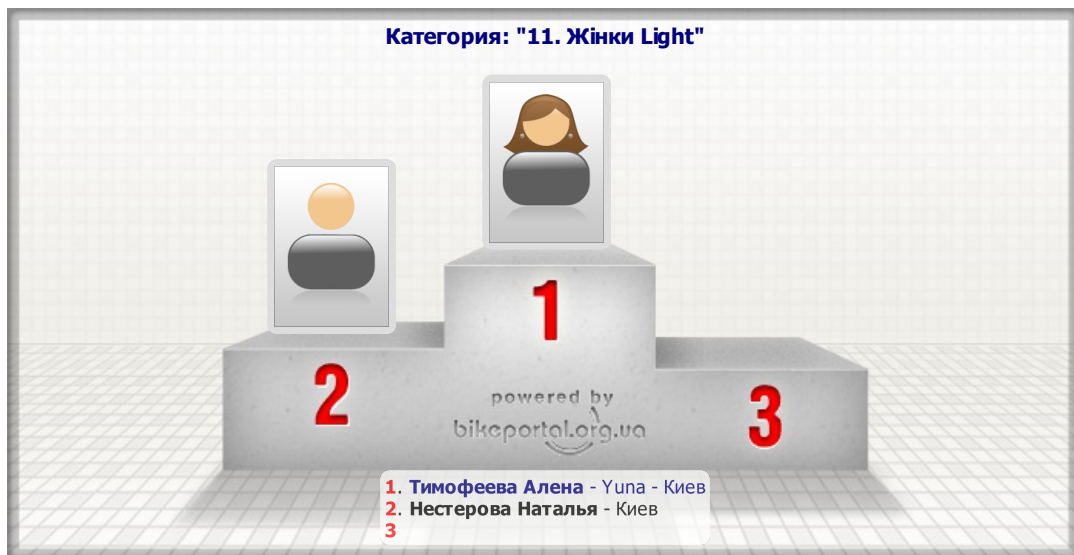 Категория: "11. Жінки Light"
1
2
3
powered by
bikeportal.org.ua
1. Тимофеева Алена - Yuna - Киев
2. Нестерова Наталья - Киев
3